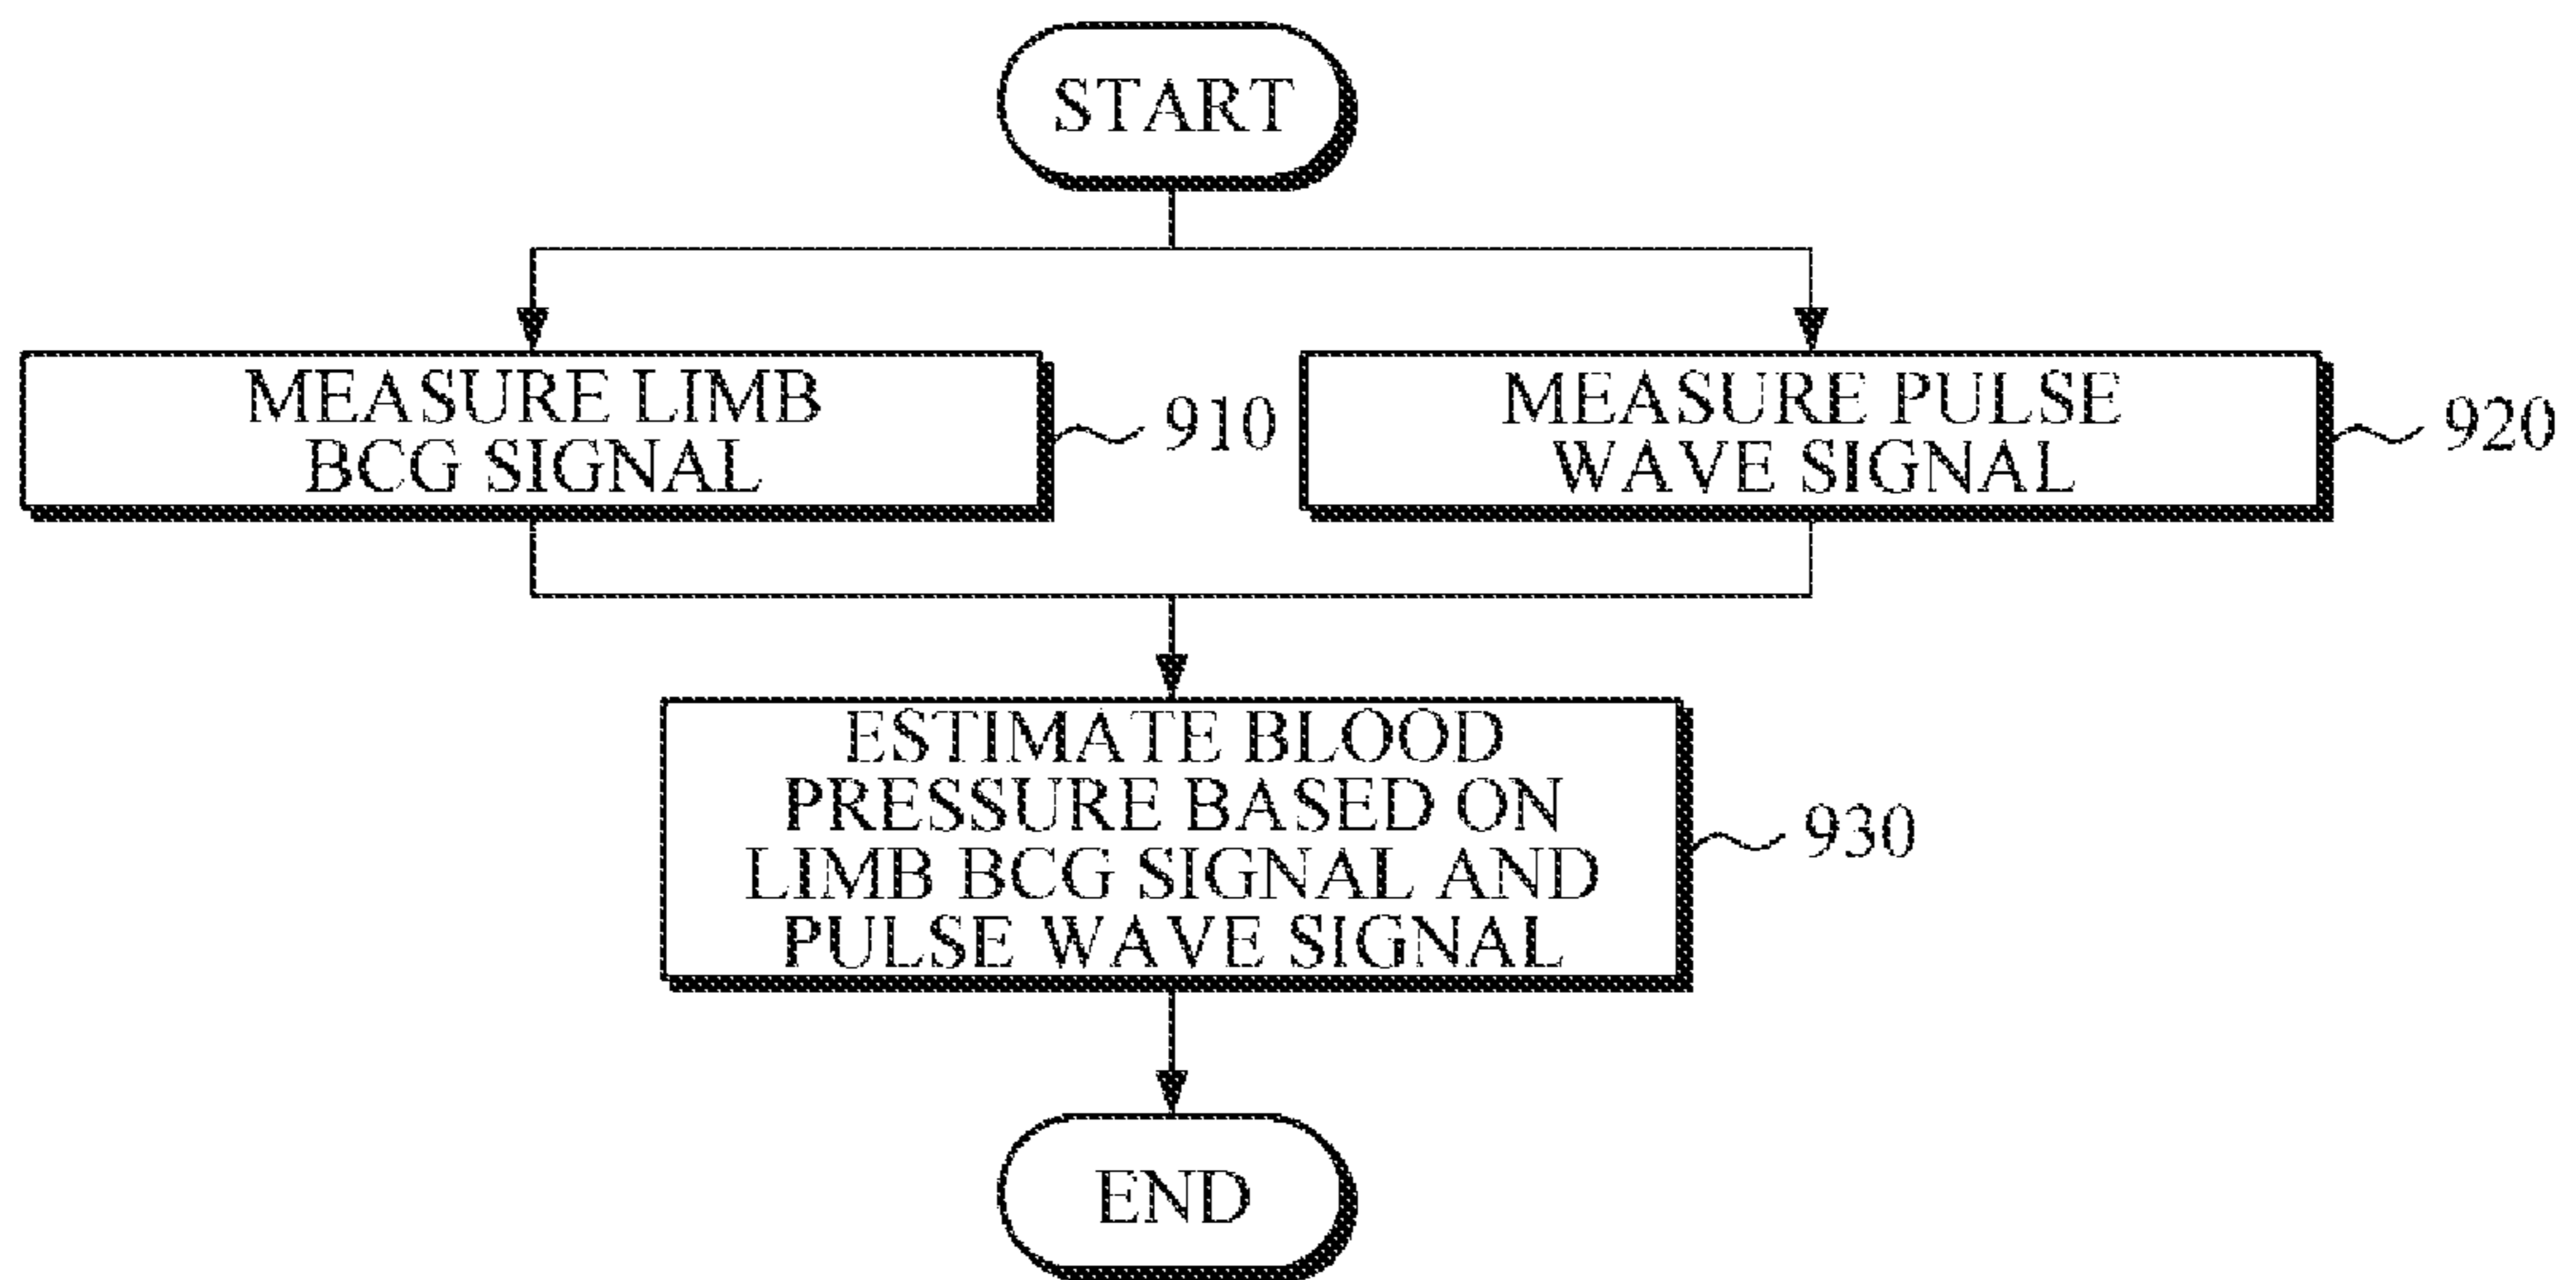 START
MEASURE LIMB
BCG SIGNAL
910
MEASURE PULSE
WAVE SIGNAL
920
ESTIMATE BLOOD
PRESSURE BASED ON
LIMB BCG SIGNAL AND
PULSE WAVE SIGNAL
930
END